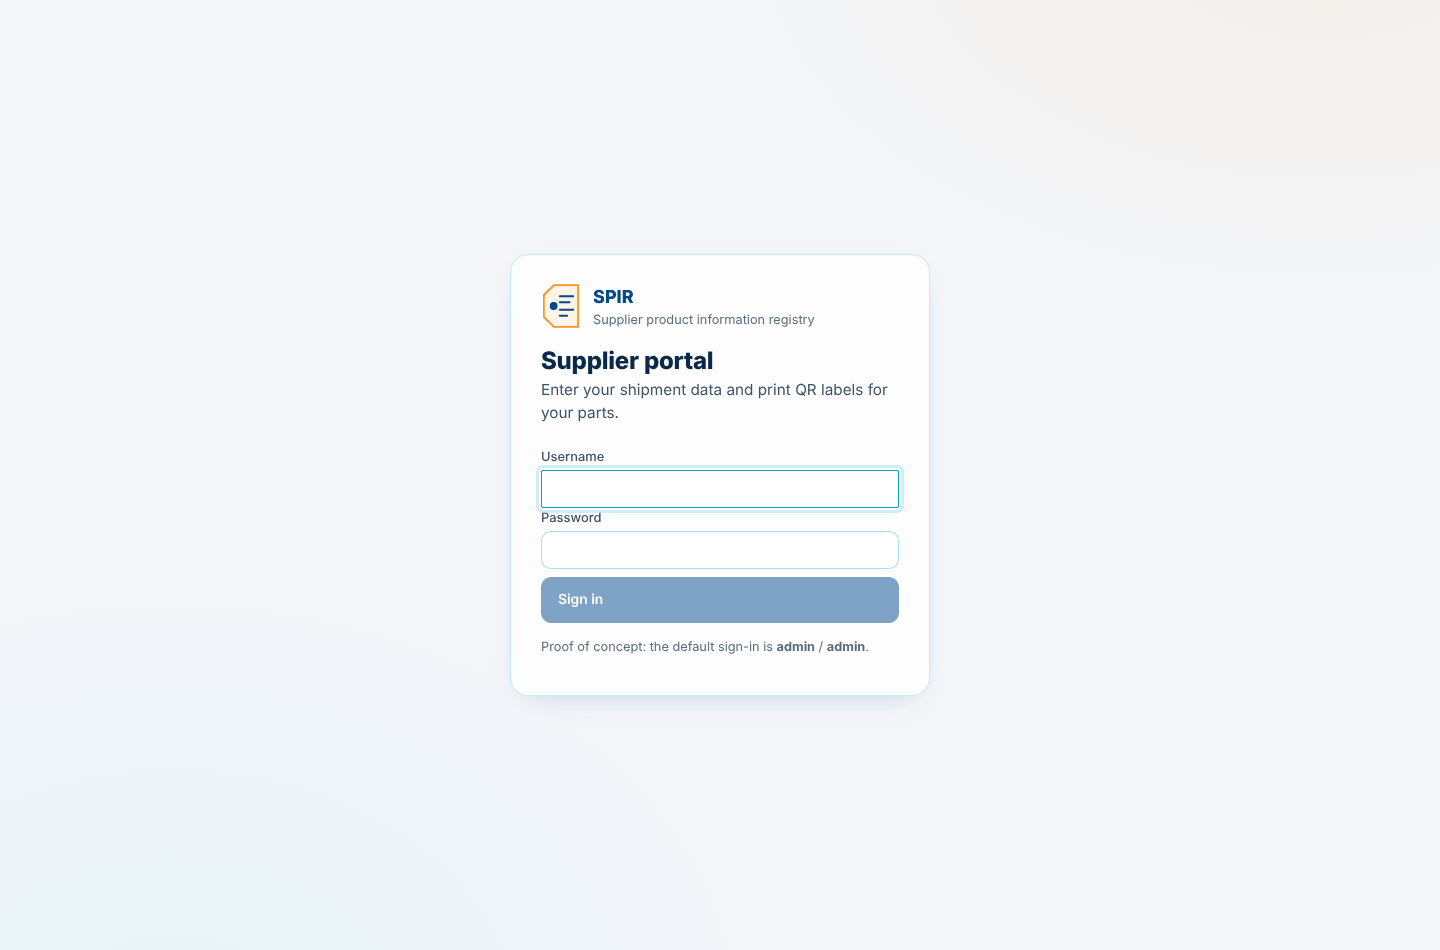 SPIR
Supplier product information registry
Supplier portal
Enter your shipment data and print QR labels for
your parts.
Username
Password
Sign in
Proof of concept: the default sign-in is admin / admin.